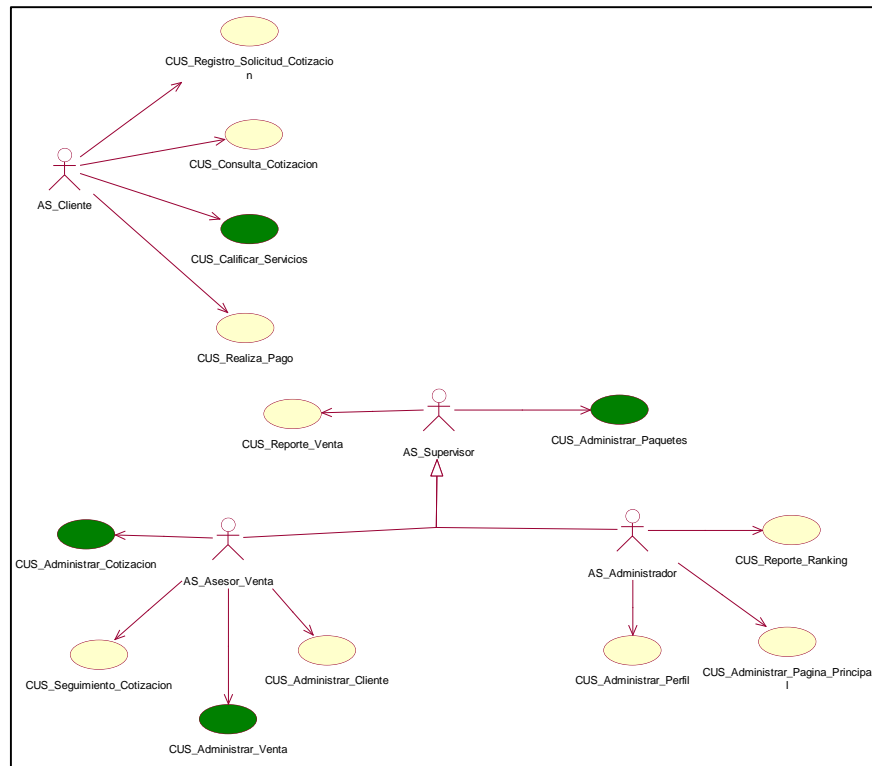 CUS_Registro_Solicitud_Cotizacio
n
CUS_Consulta_Cotizacion
AS_Cliente
CUS_Calificar_Servicios
CUS_Realiza_Pago
CUS_Reporte_Venta
AS_Supervisor
CUS_Administrar_Paquetes
CUS_Administrar_Cotizacion
AS_Asesor_Venta
AS_Administrador
CUS_Reporte_Ranking
CUS_Seguimiento_Cotizacion
CUS_Administrar_Cliente
CUS_Administrar_Perfil
CUS_Administrar_Pagina_Principa
l
CUS_Administrar_Venta